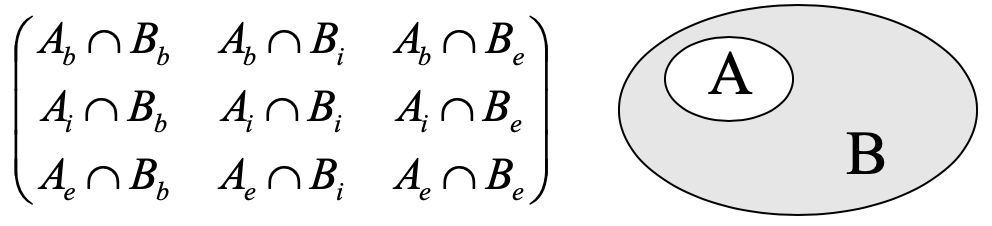 A_b ∩ B_b A_b ∩ B_i A_b ∩ B_e
A_i ∩ B_b A_i ∩ B_i A_i ∩ B_e
A_e ∩ B_b A_e ∩ B_i A_e ∩ B_e
A
B